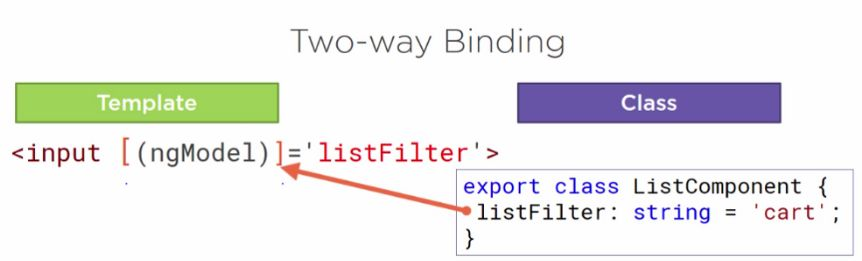 Two-way Binding
Template
Class
<input [(ngModel)]='listFilter'>
export class ListComponent {
listFilter: string = 'cart';
}